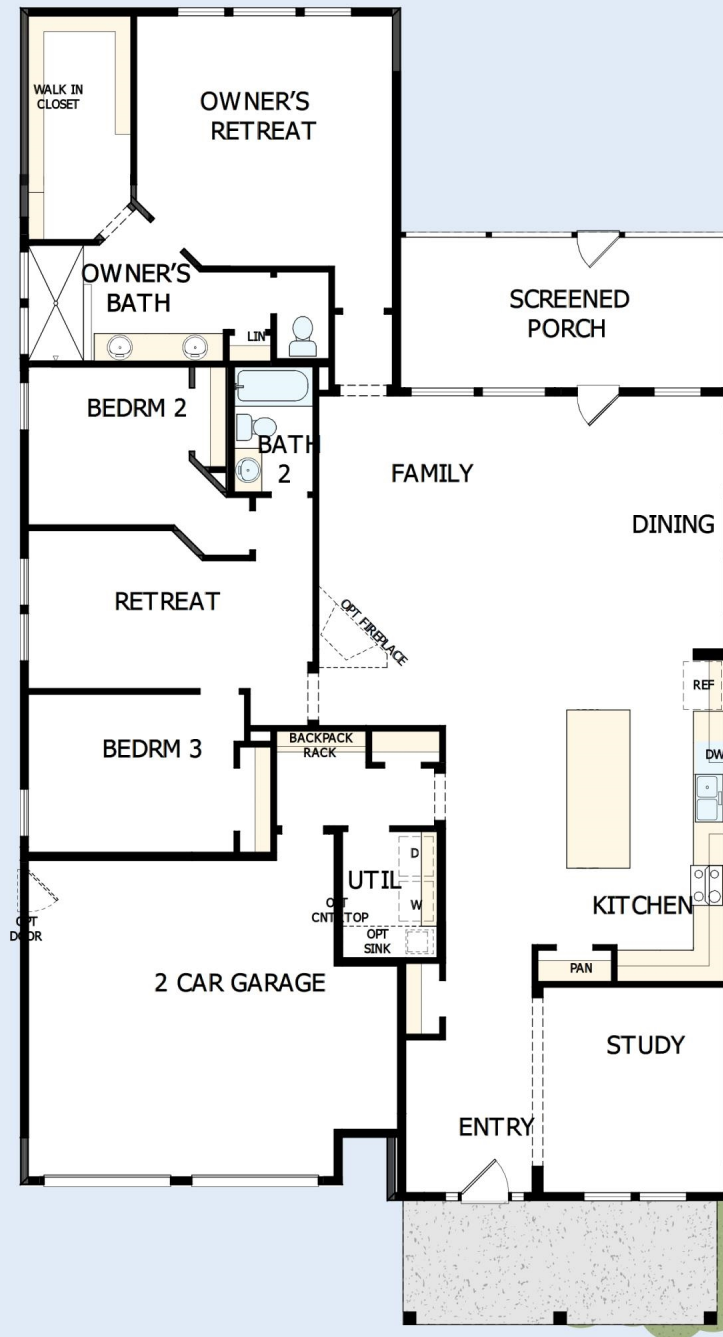 WALK IN
CLOSET
OWNER'S
RETREAT
OWNER'S
BATH
LIN
SCREENED
PORCH
BEDRM 2
BATH
2
FAMILY
DINING
RETREAT
OPT FIREPLACE
REF
BEDRM 3
BACKPACK
RACK
DW
D
UTIL
W
OPT
CNTRTOP
OPT
SINK
KITCHEN
OPT
DOOR
PAN
2 CAR GARAGE
STUDY
ENTRY